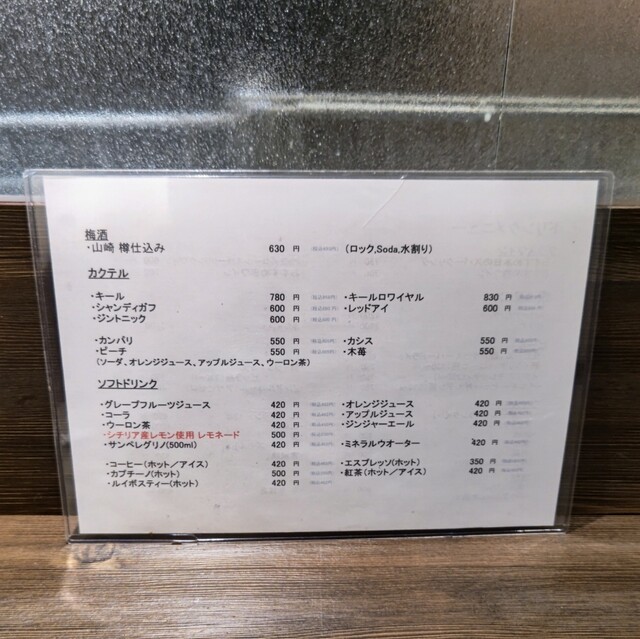 梅酒
・山崎 樽仕込み 630 円 (ロック,Soda,水割り)
カクテル
・キール 780 円 ・キールロワイヤル 830 円
・シャンディガフ 600 円 ・レッドアイ 600 円
・ジントニック 600 円
・カンパリ 550 円 ・カシス 550 円
・ピーチ 550 円 ・木苺 550 円
(ソーダ、オレンジジュース、アップルジュース、ウーロン茶)
ソフトドリンク
・グレープフルーツジュース 420 円 ・オレンジジュース 420 円
・コーラ 420 円 ・アップルジュース 420 円
・ウーロン茶 420 円 ・ジンジャーエール 420 円
・シチリア産レモン使用 レモネード 500 円
・サンペレグリノ(500ml) 420 円 ・ミネラルウオーター 420 円
・コーヒー(ホット／アイス) 420 円 ・エスプレッソ(ホット) 350 円
・カプチーノ(ホット) 500 円 ・紅茶(ホット／アイス) 420 円
・ルイボスティー(ホット) 420 円